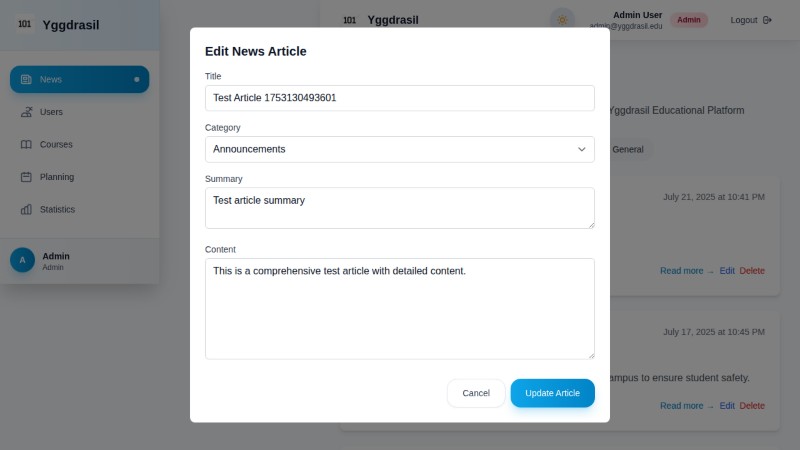 101 Yggdrasil
News
Users
Courses
Planning
Statistics
A
Admin
Admin
101 Yggdrasil
Admin User
admin@yggdrasil.edu
Admin
Logout
Yggdrasil Educational Platform
General
July 21, 2025 at 10:41 PM
Read more → Edit Delete
July 17, 2025 at 10:45 PM
ampus to ensure student safety.
Read more → Edit Delete
Edit News Article
Title
Test Article 1753130493601
Category
Announcements
Summary
Test article summary
Content
This is a comprehensive test article with detailed content.
Cancel
Update Article